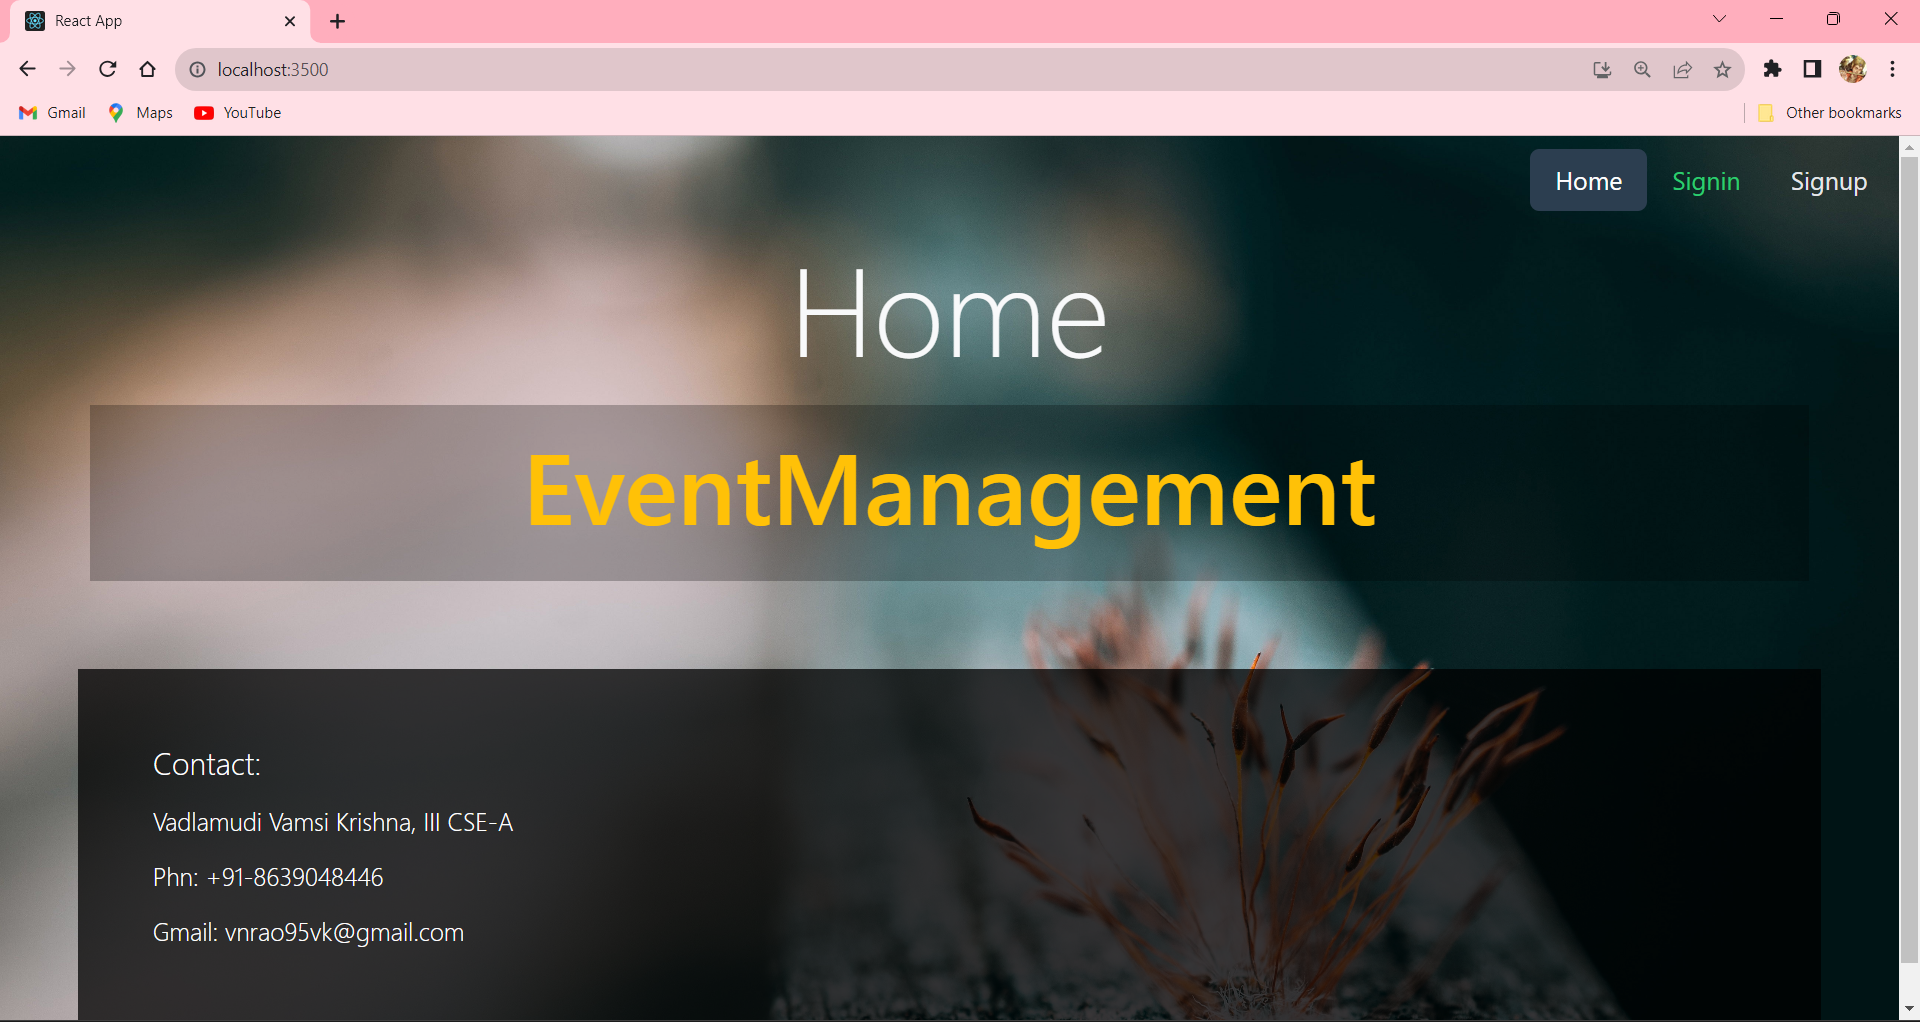 React App
localhost:3500
Gmail
Maps
YouTube
Other bookmarks
Home
Signin
Signup
Home
EventManagement
Contact:
Vadlamudi Vamsi Krishna, III CSE-A
Phn: +91-8639048446
Gmail: vnrao95vk@gmail.com